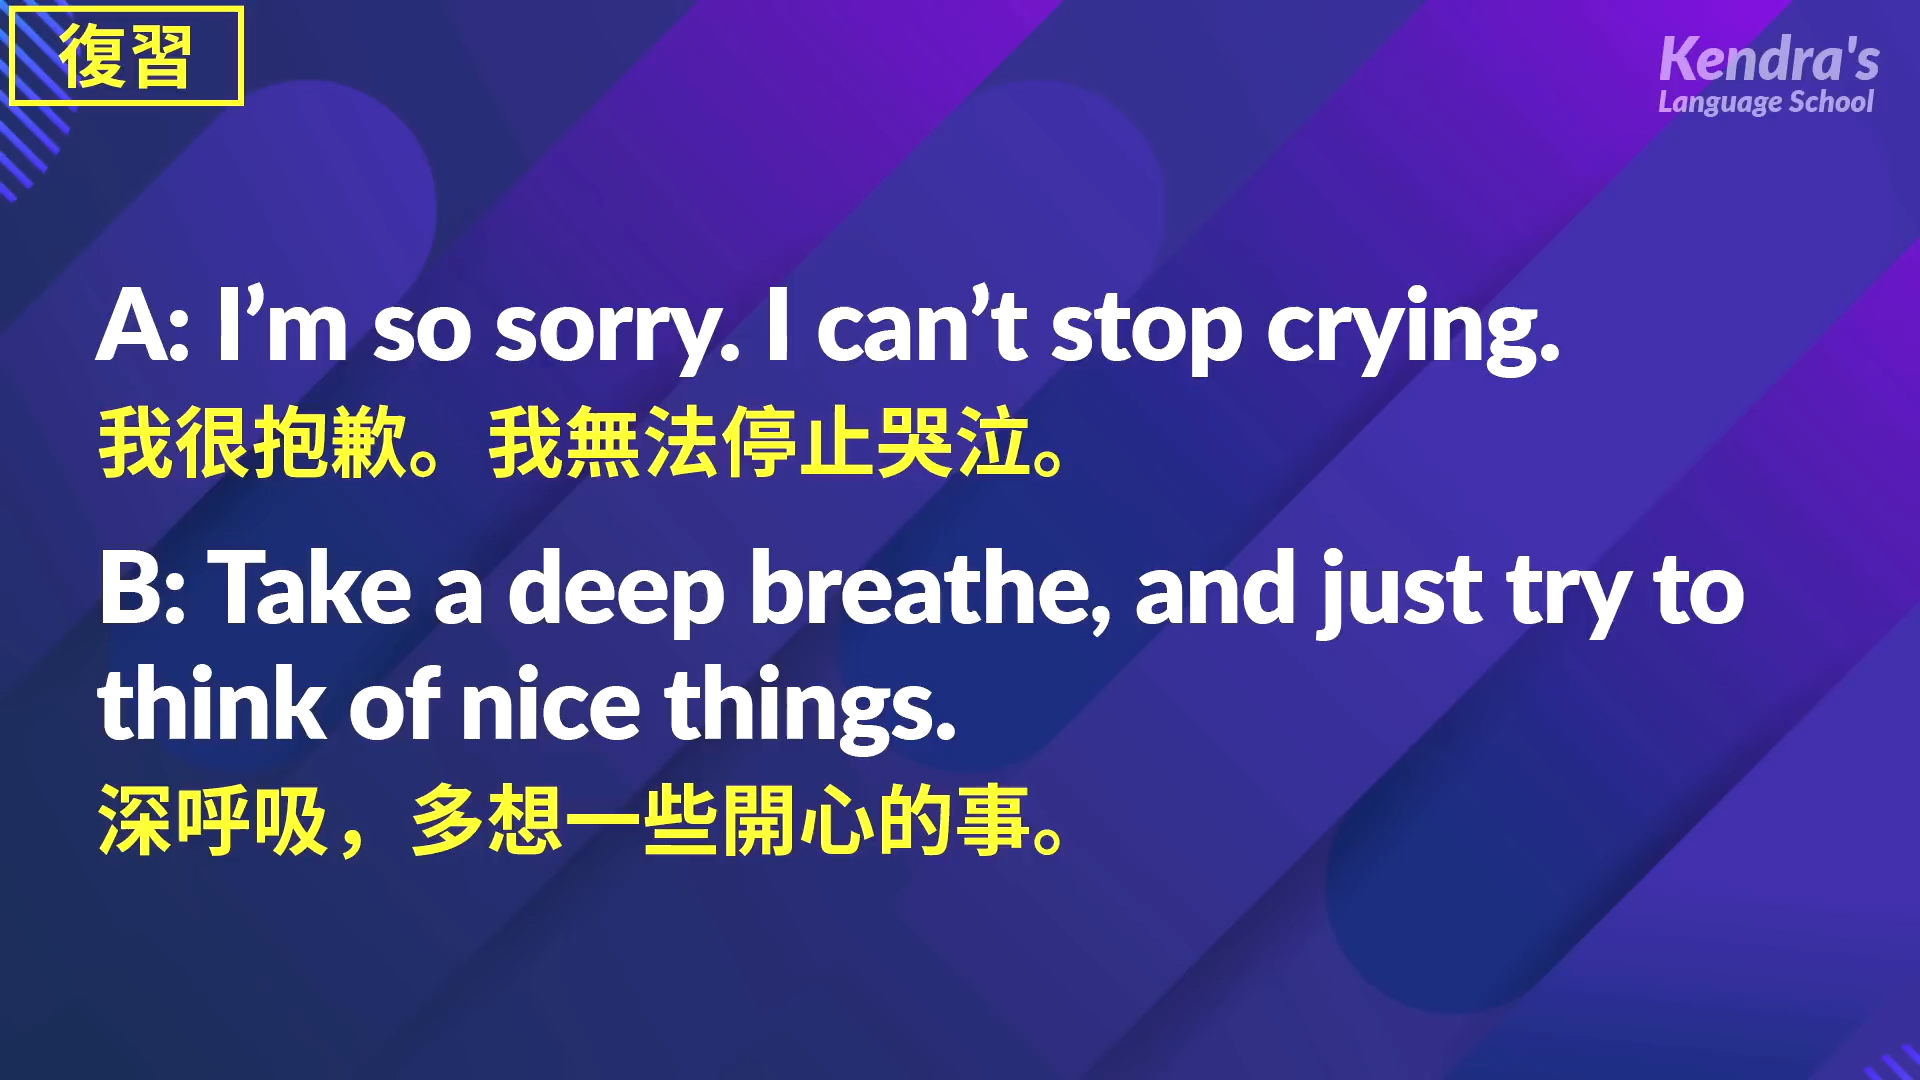 復習
Kendra's
Language School
A: I’m so sorry. I can’t stop crying.
我很抱歉。我無法停止哭泣。
B: Take a deep breathe, and just try to
think of nice things.
深呼吸，多想一些開心的事。